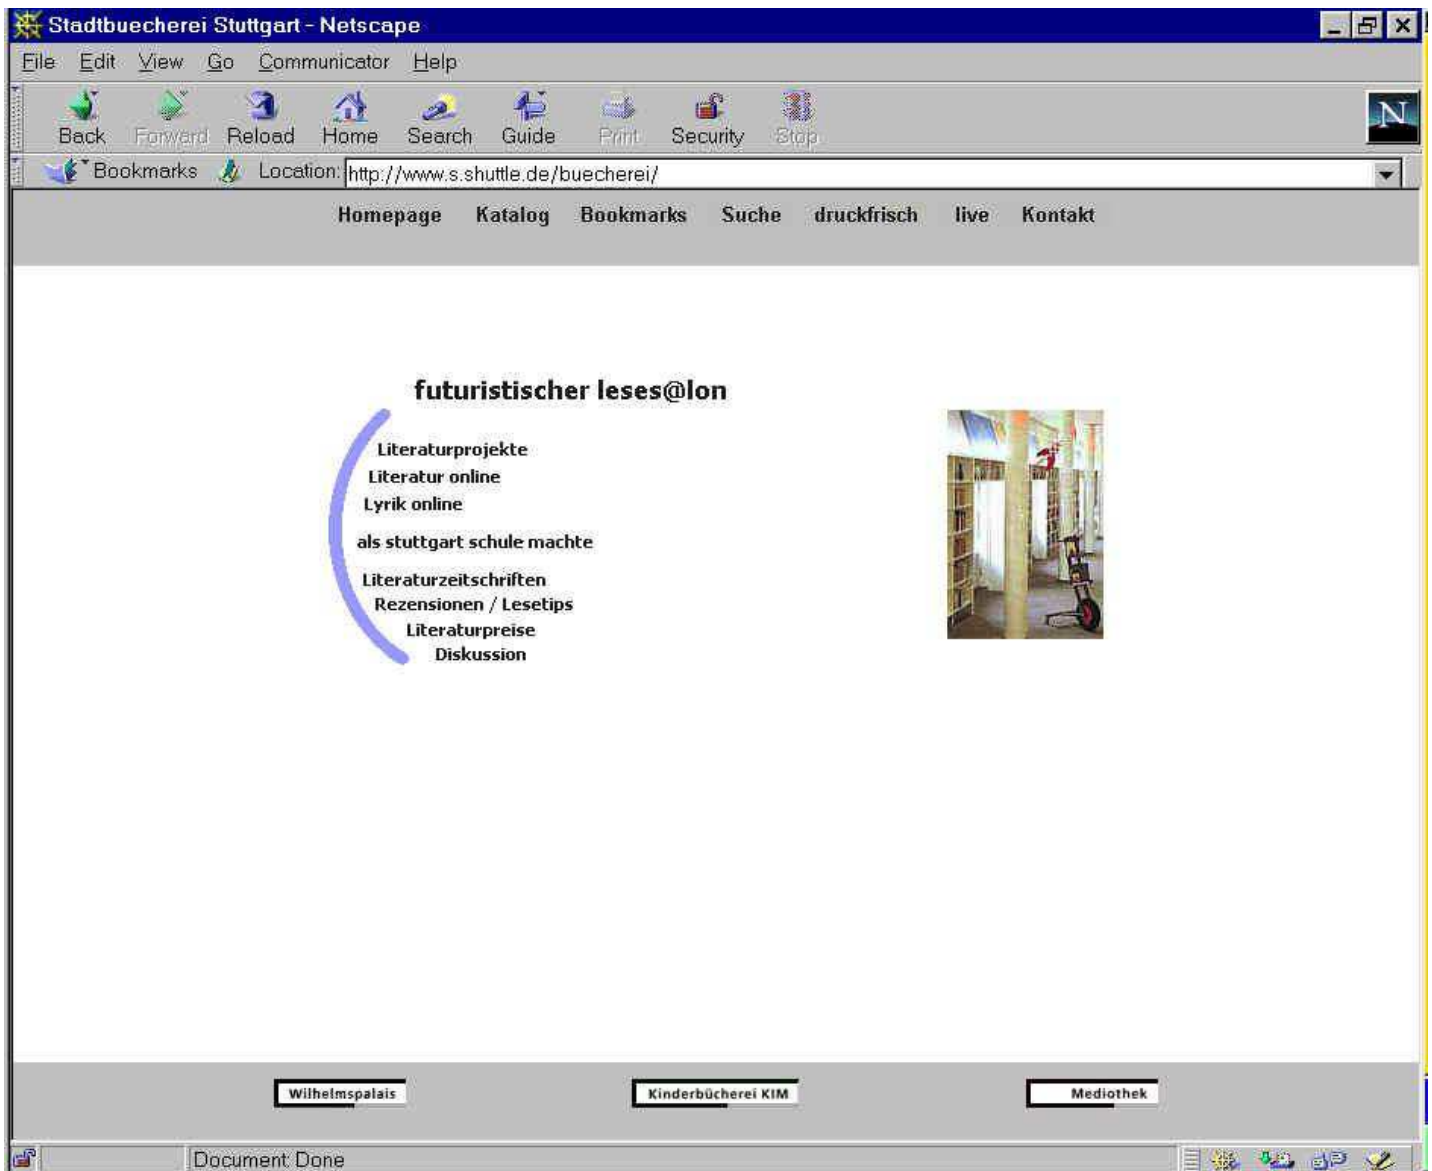 Stadtbuecherei Stuttgart - Netscape
File Edit View Go Communicator Help
Back Forward Reload Home Search Guide Print Security Stop
N
Bookmarks Location: http://www.s.shuttle.de/buecherei/
Homepage Katalog Bookmarks Suche druckfrisch live Kontakt
futuristischer leses@lon
Literaturprojekte
Literatur online
Lyrik online
als stuttgart schule machte
Literaturzeitschriften
Rezensionen / Lesetips
Literaturpreise
Diskussion
Wilhelmspalais Kinderbücherei KIM Mediothek
Document: Done